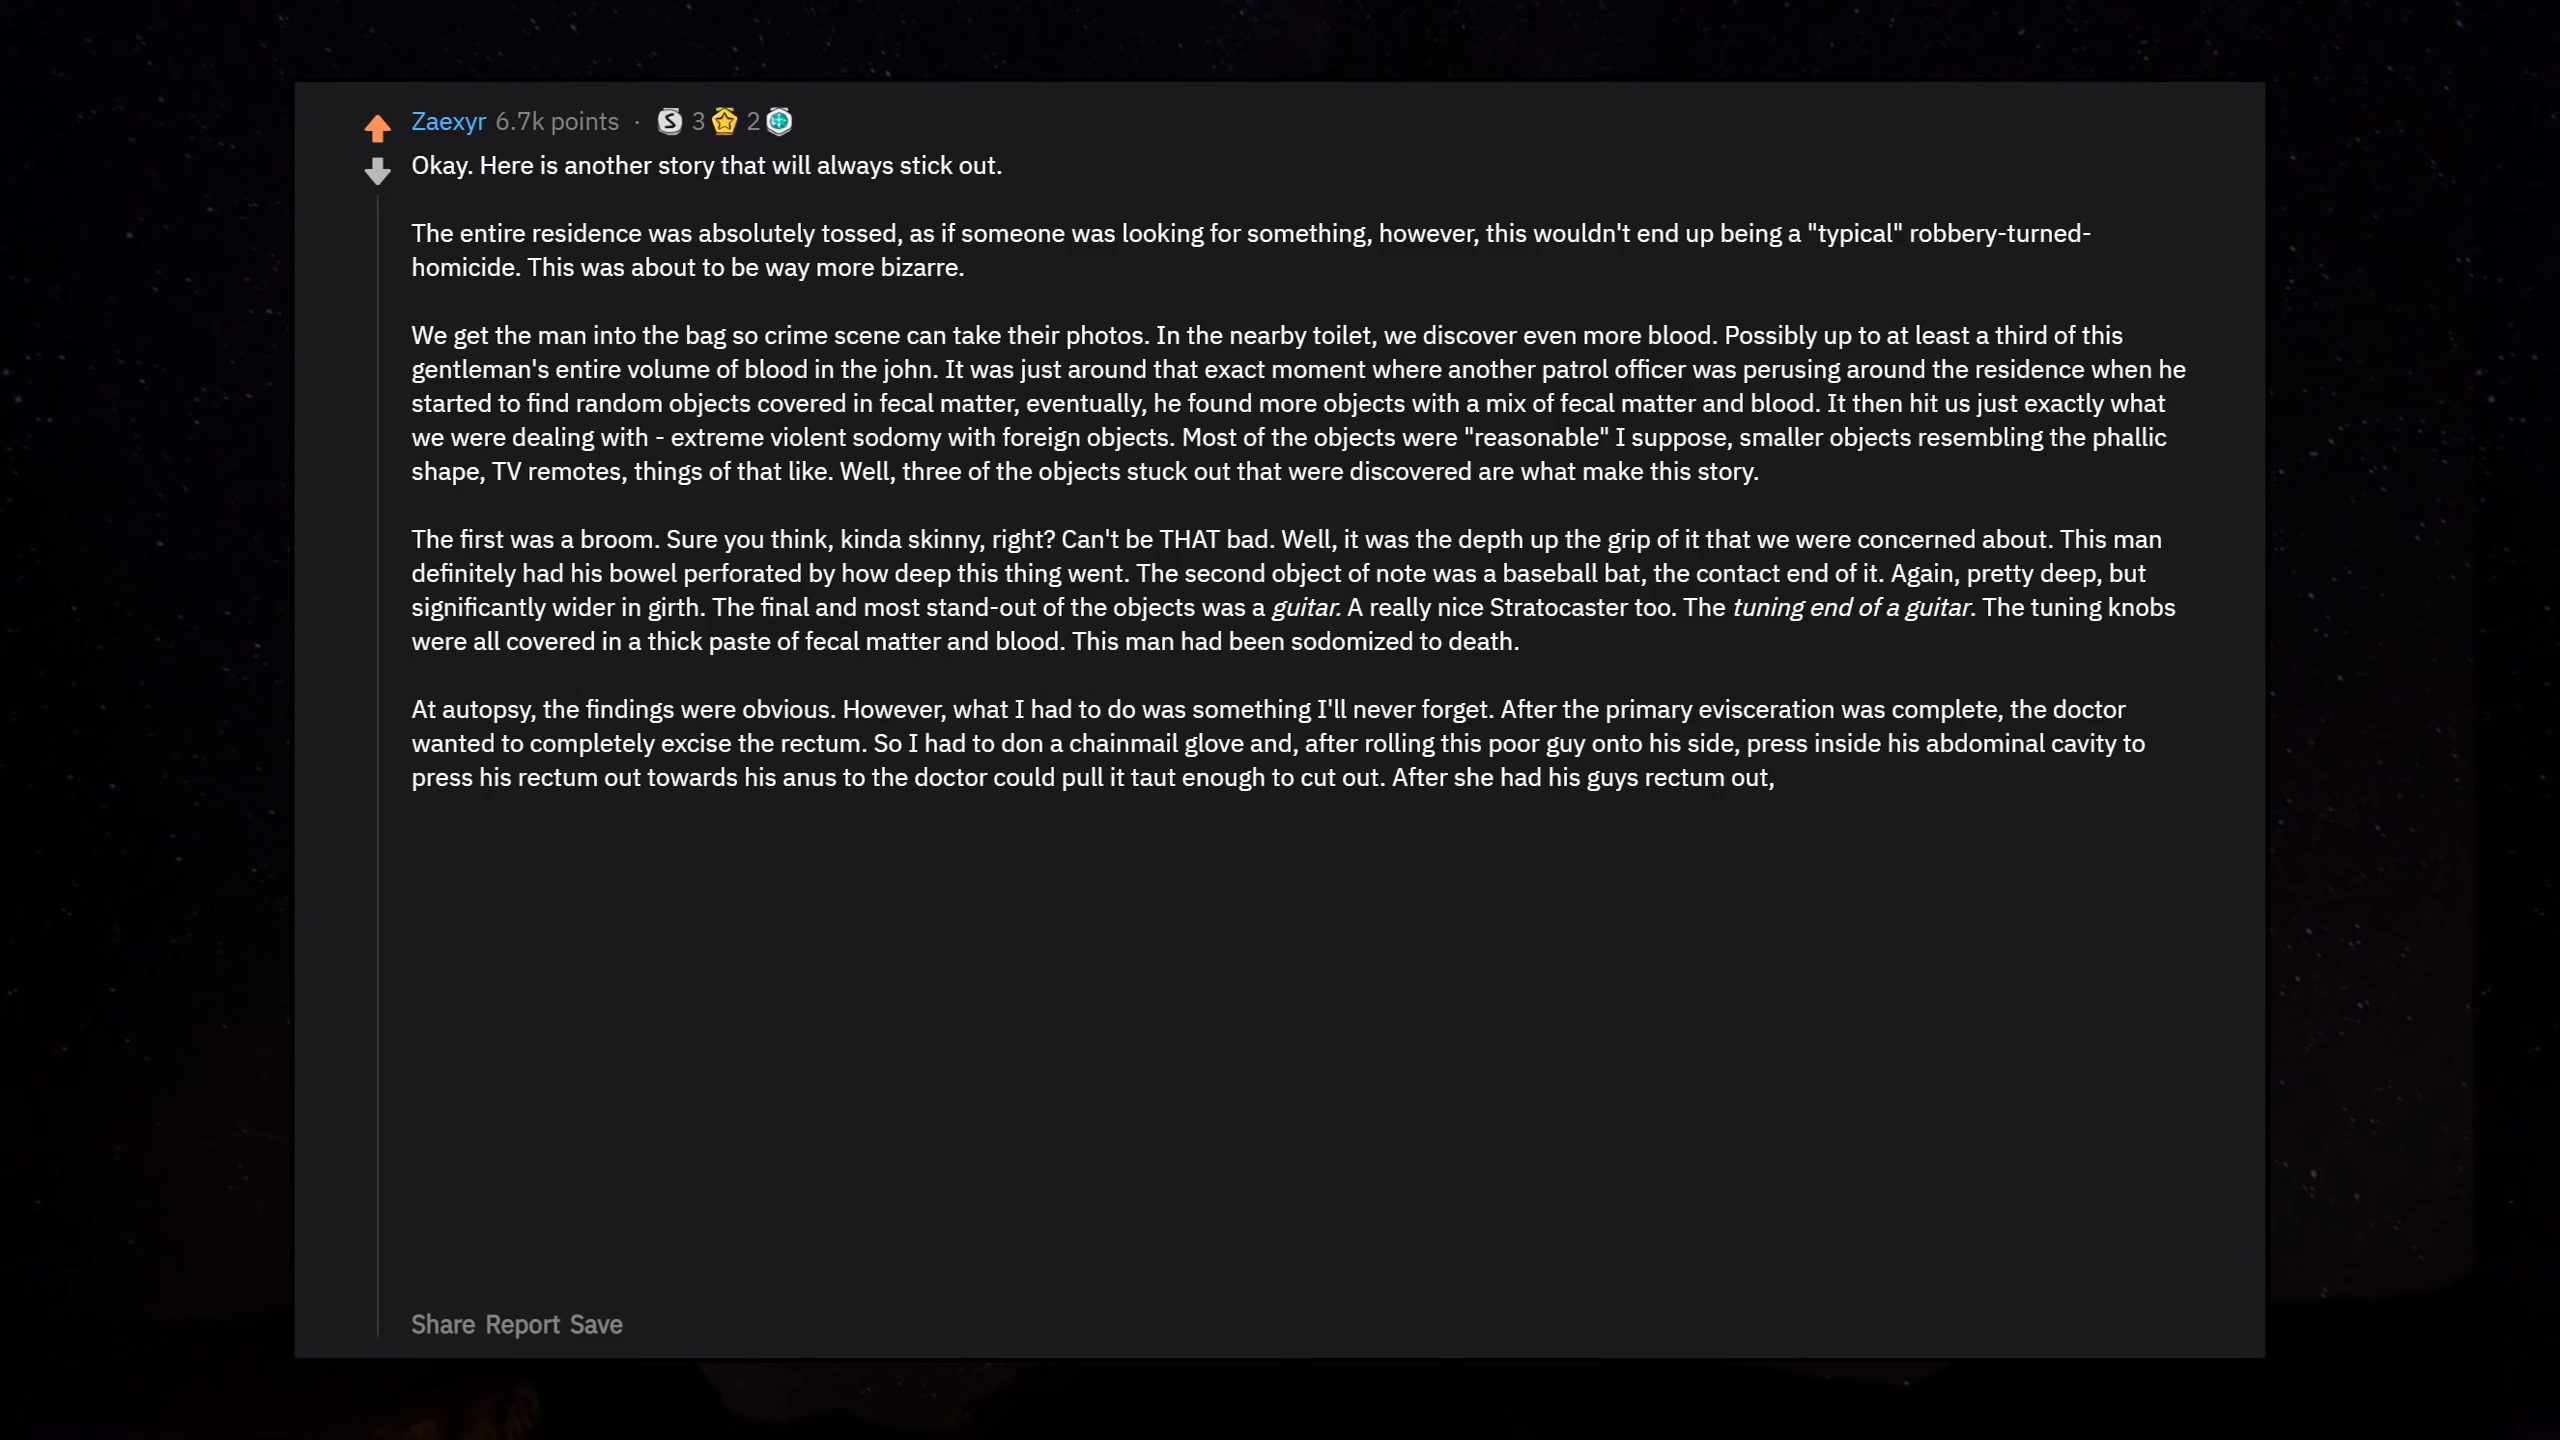 Zaexyr 6.7k points · S 3 2
Okay. Here is another story that will always stick out.
The entire residence was absolutely tossed, as if someone was looking for something, however, this wouldn't end up being a "typical" robbery-turned-
homicide. This was about to be way more bizarre.
We get the man into the bag so crime scene can take their photos. In the nearby toilet, we discover even more blood. Possibly up to at least a third of this
gentleman's entire volume of blood in the john. It was just around that exact moment where another patrol officer was perusing around the residence when he
started to find random objects covered in fecal matter, eventually, he found more objects with a mix of fecal matter and blood. It then hit us just exactly what
we were dealing with - extreme violent sodomy with foreign objects. Most of the objects were "reasonable" I suppose, smaller objects resembling the phallic
shape, TV remotes, things of that like. Well, three of the objects stuck out that were discovered are what make this story.
The first was a broom. Sure you think, kinda skinny, right? Can't be THAT bad. Well, it was the depth up the grip of it that we were concerned about. This man
definitely had his bowel perforated by how deep this thing went. The second object of note was a baseball bat, the contact end of it. Again, pretty deep, but
significantly wider in girth. The final and most stand-out of the objects was a guitar. A really nice Stratocaster too. The tuning end of a guitar. The tuning knobs
were all covered in a thick paste of fecal matter and blood. This man had been sodomized to death.
At autopsy, the findings were obvious. However, what I had to do was something I'll never forget. After the primary evisceration was complete, the doctor
wanted to completely excise the rectum. So I had to don a chainmail glove and, after rolling this poor guy onto his side, press inside his abdominal cavity to
press his rectum out towards his anus to the doctor could pull it taut enough to cut out. After she had his guys rectum out,
Share Report Save